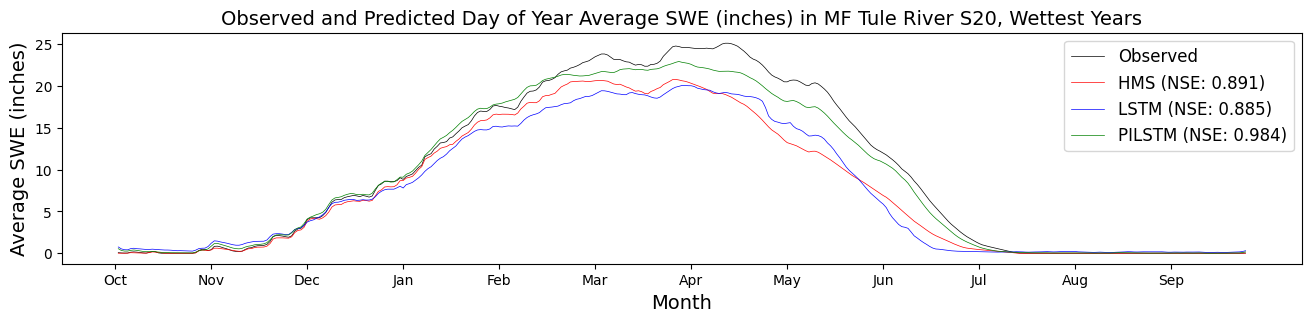 Observed and Predicted Day of Year Average SWE (inches) in MF Tule River S20, Wettest Years
Average SWE (inches)
25
20
15
10
5
0
Observed
HMS (NSE: 0.891)
LSTM (NSE: 0.885)
PILSTM (NSE: 0.984)
Oct Nov Dec Jan Feb Mar Apr May Jun Jul Aug Sep
Month